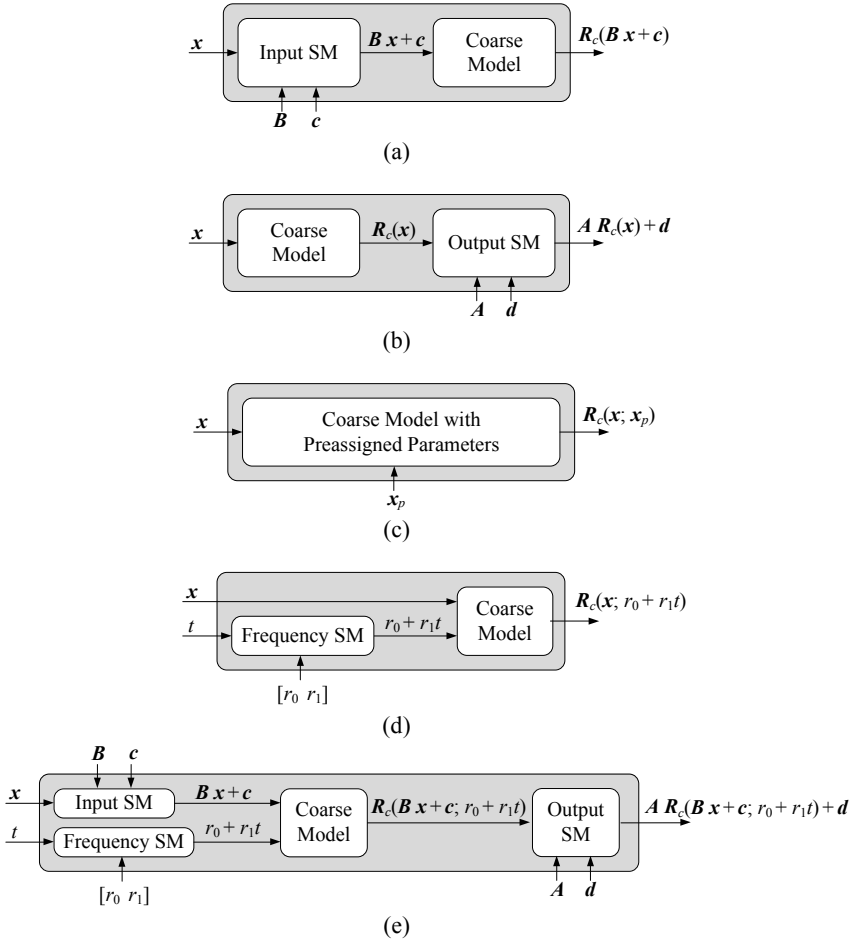 x
Input SM
B x + c
Coarse
Model
R_c(B x + c)
B
c
(a)
x
Coarse
Model
R_c(x)
Output SM
A R_c(x) + d
A
d
(b)
x
Coarse Model with
Preassigned Parameters
R_c(x; x_p)
x_p
(c)
x
t
Frequency SM
r_0 + r_1t
Coarse
Model
R_c(x; r_0 + r_1t)
[r_0 r_1]
(d)
B
c
x
Input SM
B x + c
t
Frequency SM
r_0 + r_1t
Coarse
Model
R_c(B x + c; r_0 + r_1t)
Output
SM
A R_c(B x + c; r_0 + r_1t) + d
[r_0 r_1]
A
d
(e)